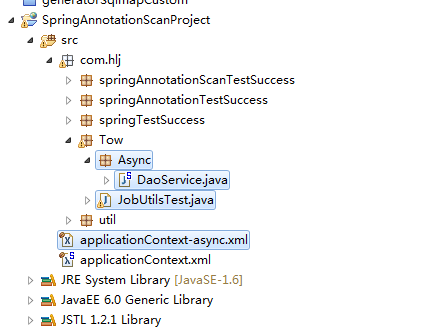 generatorSqlmapCustom
SpringAnnotationScanProject
src
com.hlj
springAnnotationScanTestSuccess
springAnnotationTestSuccess
springTestSuccess
Tow
Async
DaoService.java
JobUtilsTest.java
util
applicationContext-async.xml
applicationContext.xml
JRE System Library [JavaSE-1.6]
JavaEE 6.0 Generic Library
JSTL 1.2.1 Library